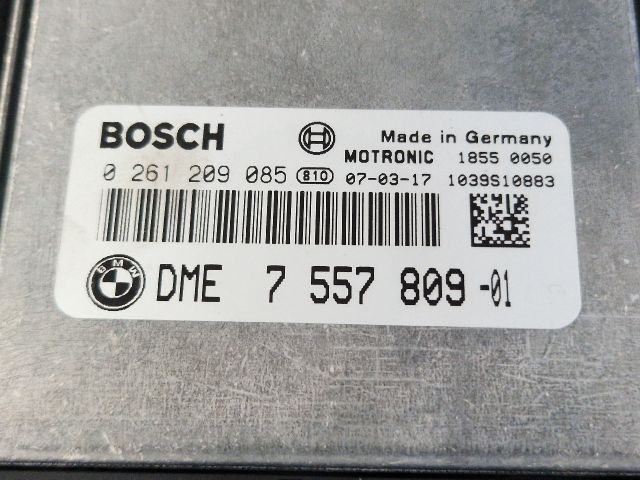 BOSCH
Made in Germany
MOTRONIC 1855 0050
0 261 209 085 810 07-03-17 1039S10883
BMW DME 7 557 809 -01